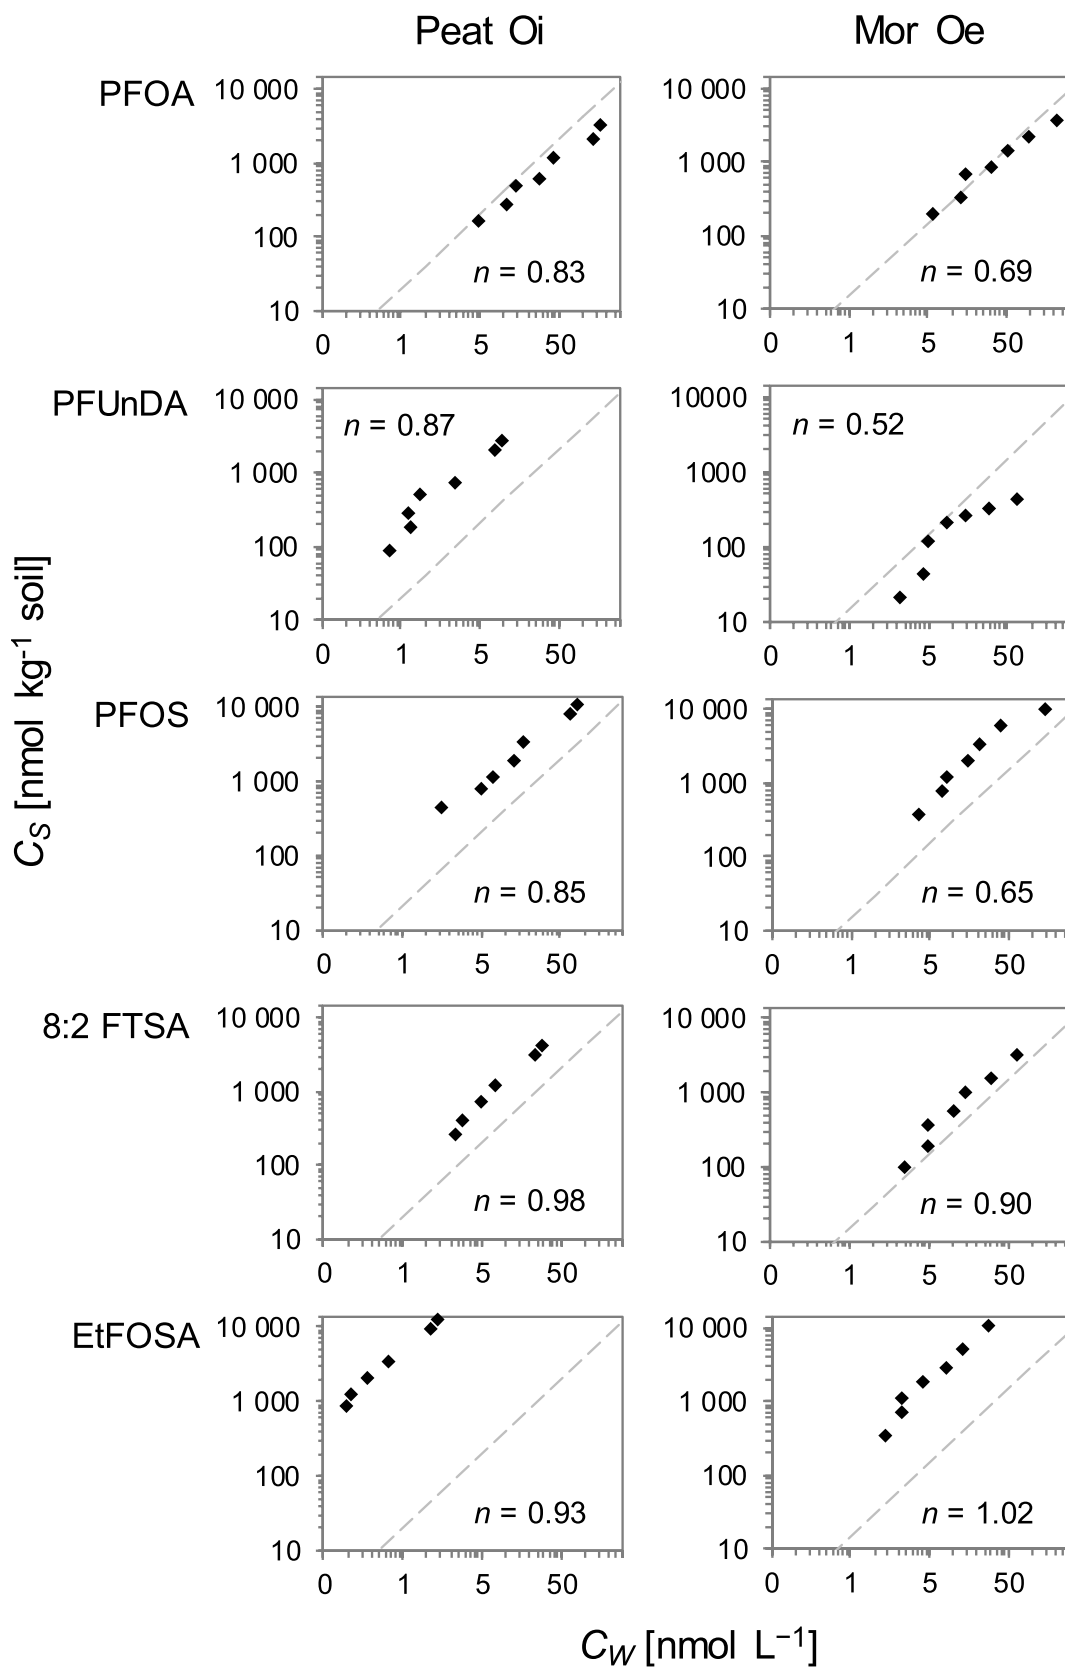 Peat Oi Mor Oe
PFOA 10 000 10 000
1 000 1 000
100 100
n = 0.83 n = 0.69
10 10
0 1 5 50 0 1 5 50
PFUnDA 10 000 10000
n = 0.87 n = 0.52
1 000 1000
100 100
10 10
0 1 5 50 0 1 5 50
C_S [nmol kg⁻¹ soil]
PFOS 10 000 10 000
1 000 1 000
100 100
n = 0.85 n = 0.65
10 10
0 1 5 50 0 1 5 50
8:2 FTSA 10 000 10 000
1 000 1 000
100 100
n = 0.98 n = 0.90
10 10
0 1 5 50 0 1 5 50
EtFOSA 10 000 10 000
1 000 1 000
100 100
n = 0.93 n = 1.02
10 10
0 1 5 50 0 1 5 50
C_W [nmol L⁻¹]